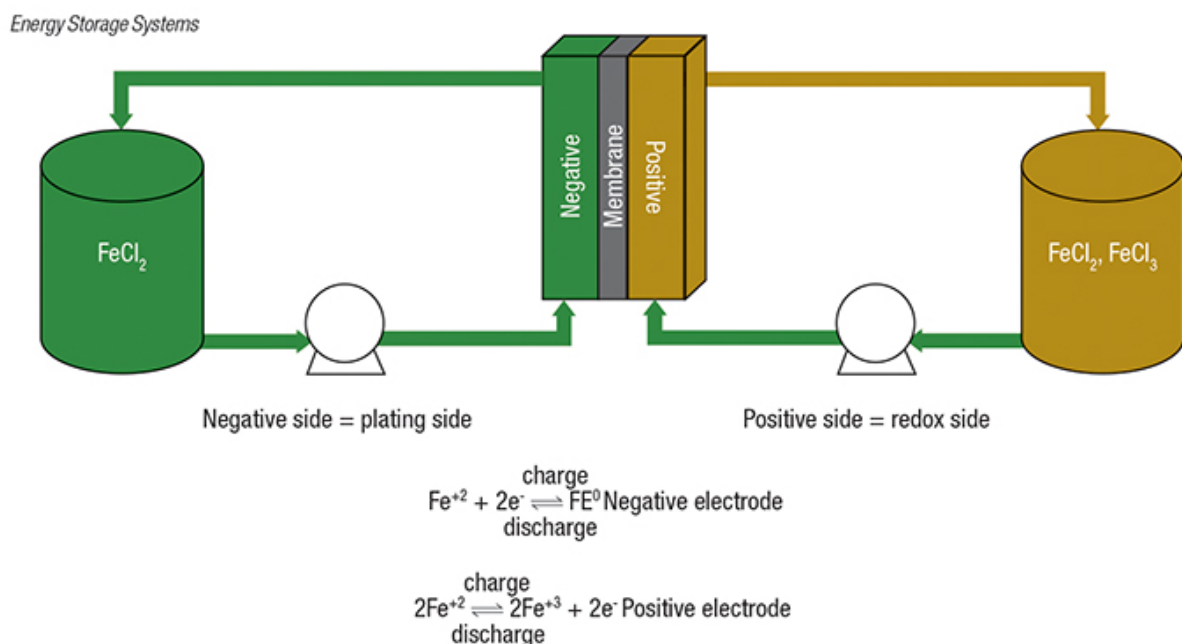 Energy Storage Systems
Negative
Membrane
Positive
FeCl₂
FeCl₂, FeCl₃
Negative side = plating side
Positive side = redox side
charge
Fe⁺² + 2e⁻ ⇌ FE⁰ Negative electrode
discharge
charge
2Fe⁺² ⇌ 2Fe⁺³ + 2e⁻ Positive electrode
discharge